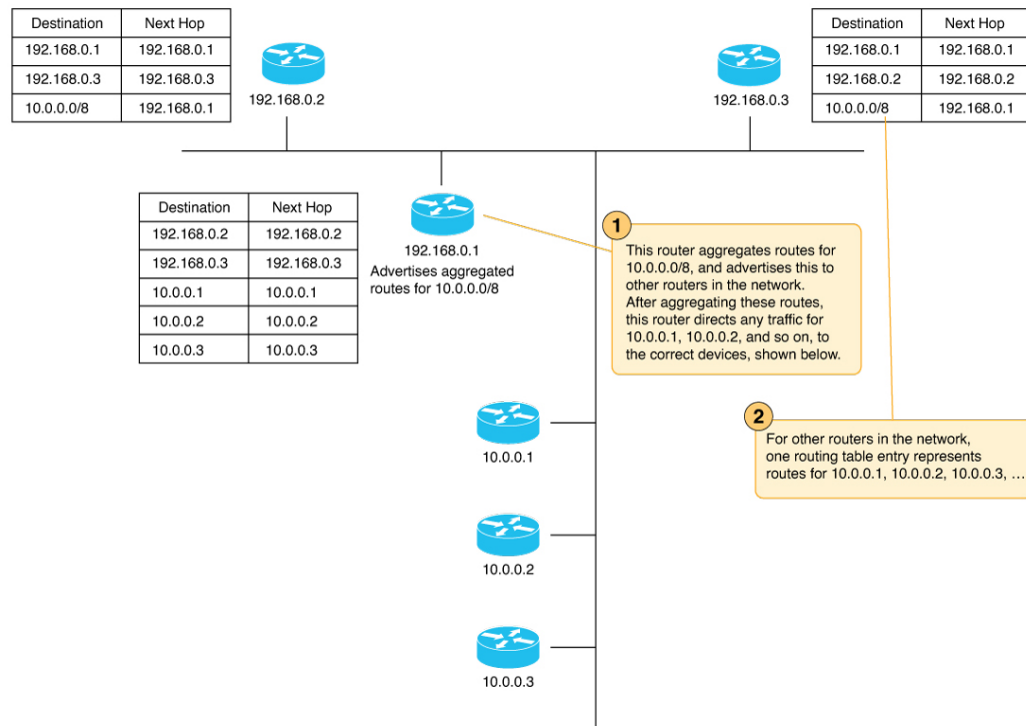 Destination Next Hop
192.168.0.1 192.168.0.1
192.168.0.3 192.168.0.3
10.0.0.0/8 192.168.0.1
192.168.0.2
192.168.0.3
Destination Next Hop
192.168.0.1 192.168.0.1
192.168.0.2 192.168.0.2
10.0.0.0/8 192.168.0.1
Destination Next Hop
192.168.0.2 192.168.0.2
192.168.0.3 192.168.0.3
10.0.0.1 10.0.0.1
10.0.0.2 10.0.0.2
10.0.0.3 10.0.0.3
192.168.0.1
Advertises aggregated
routes for 10.0.0.0/8
1
This router aggregates routes for
10.0.0.0/8, and advertises this to
other routers in the network.
After aggregating these routes,
this router directs any traffic for
10.0.0.1, 10.0.0.2, and so on, to
the correct devices, shown below.
2
For other routers in the network,
one routing table entry represents
routes for 10.0.0.1, 10.0.0.2, 10.0.0.3, …
10.0.0.1
10.0.0.2
10.0.0.3